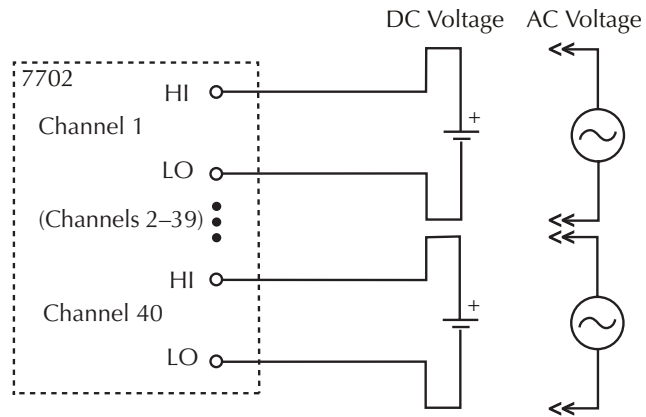 DC Voltage AC Voltage
7702
HI
Channel 1
+
LO
(Channels 2–39)
HI
Channel 40
+
LO